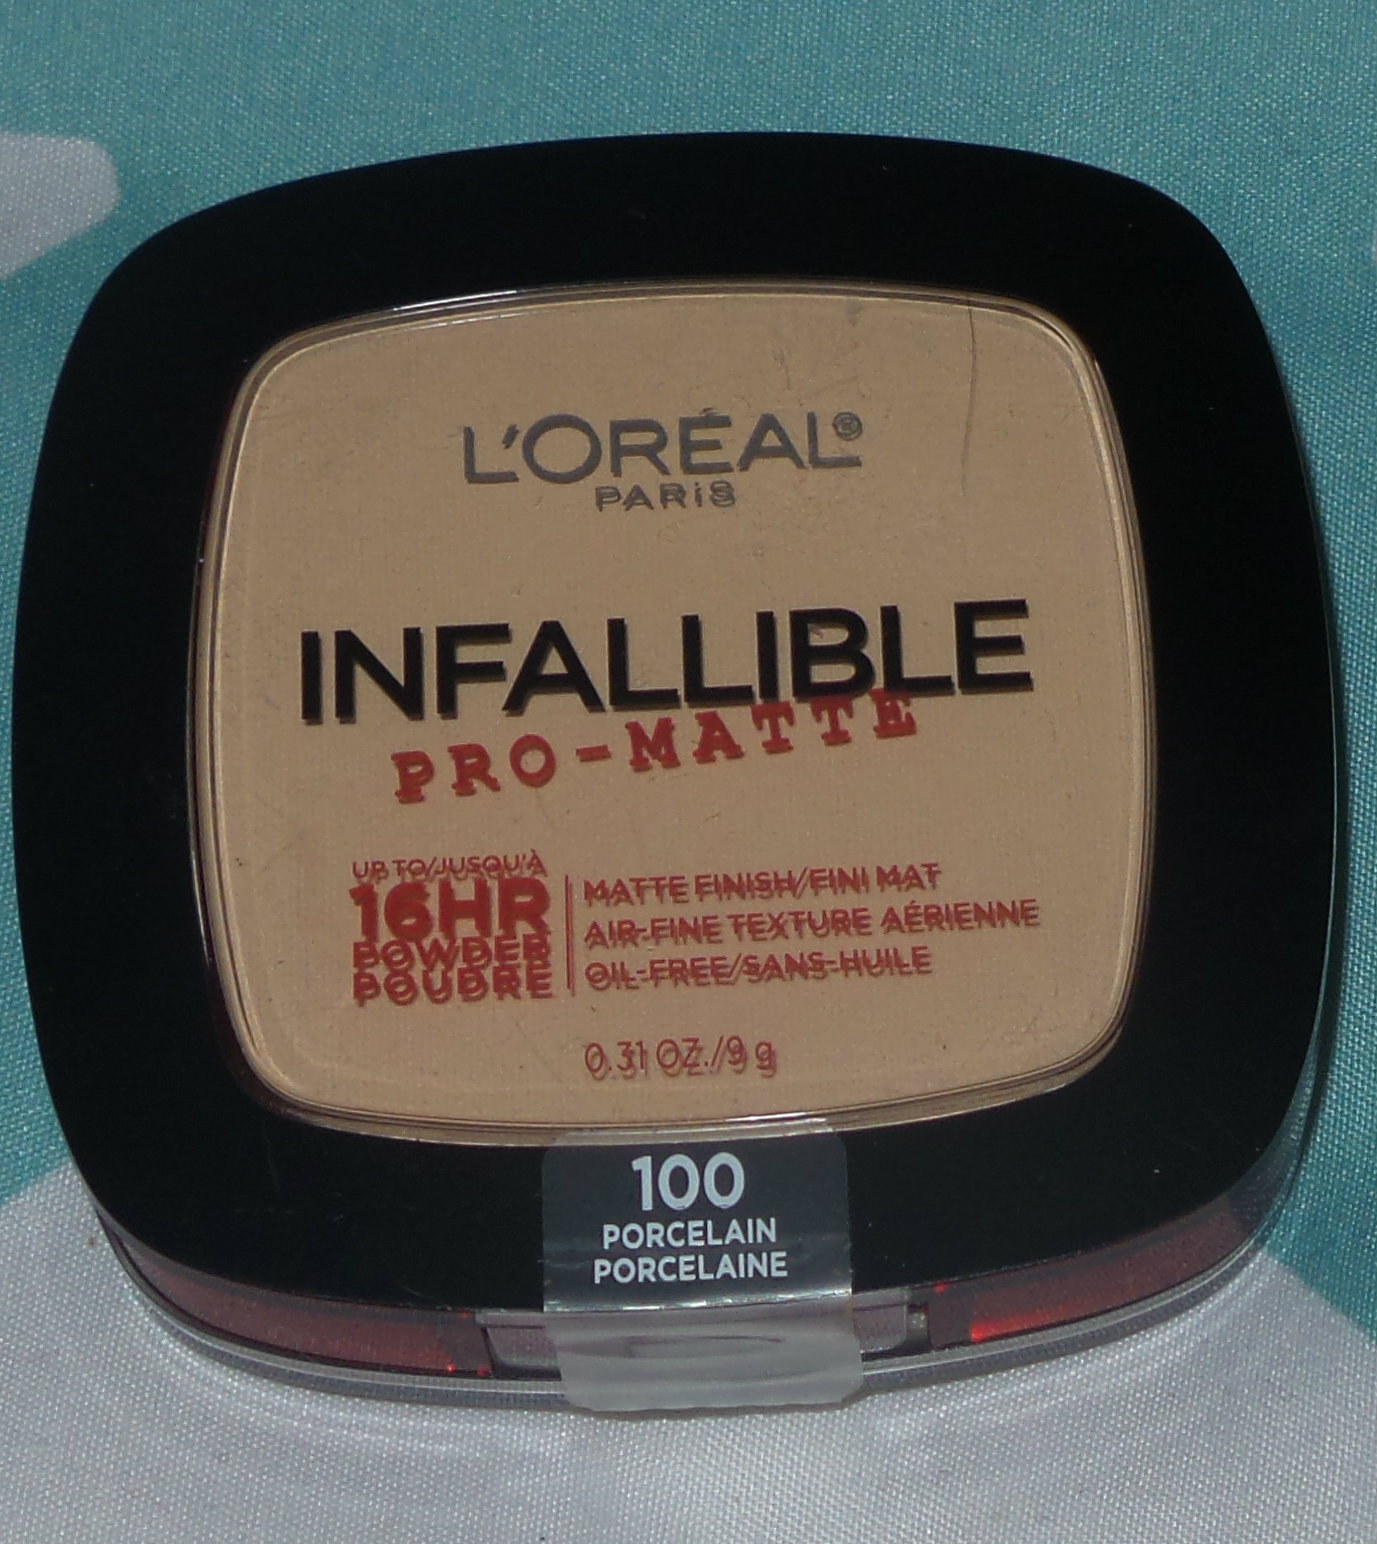 L'ORÉAL®
PARIS
INFALLIBLE
PRO-MATTE
UP TO/JUSQU'À
16HR
POWDER
POUDRE
MATTE FINISH/FINI MAT
AIR-FINE TEXTURE AÉRIENNE
OIL-FREE/SANS-HUILE
0.31 OZ./9 g
100
PORCELAIN
PORCELAINE